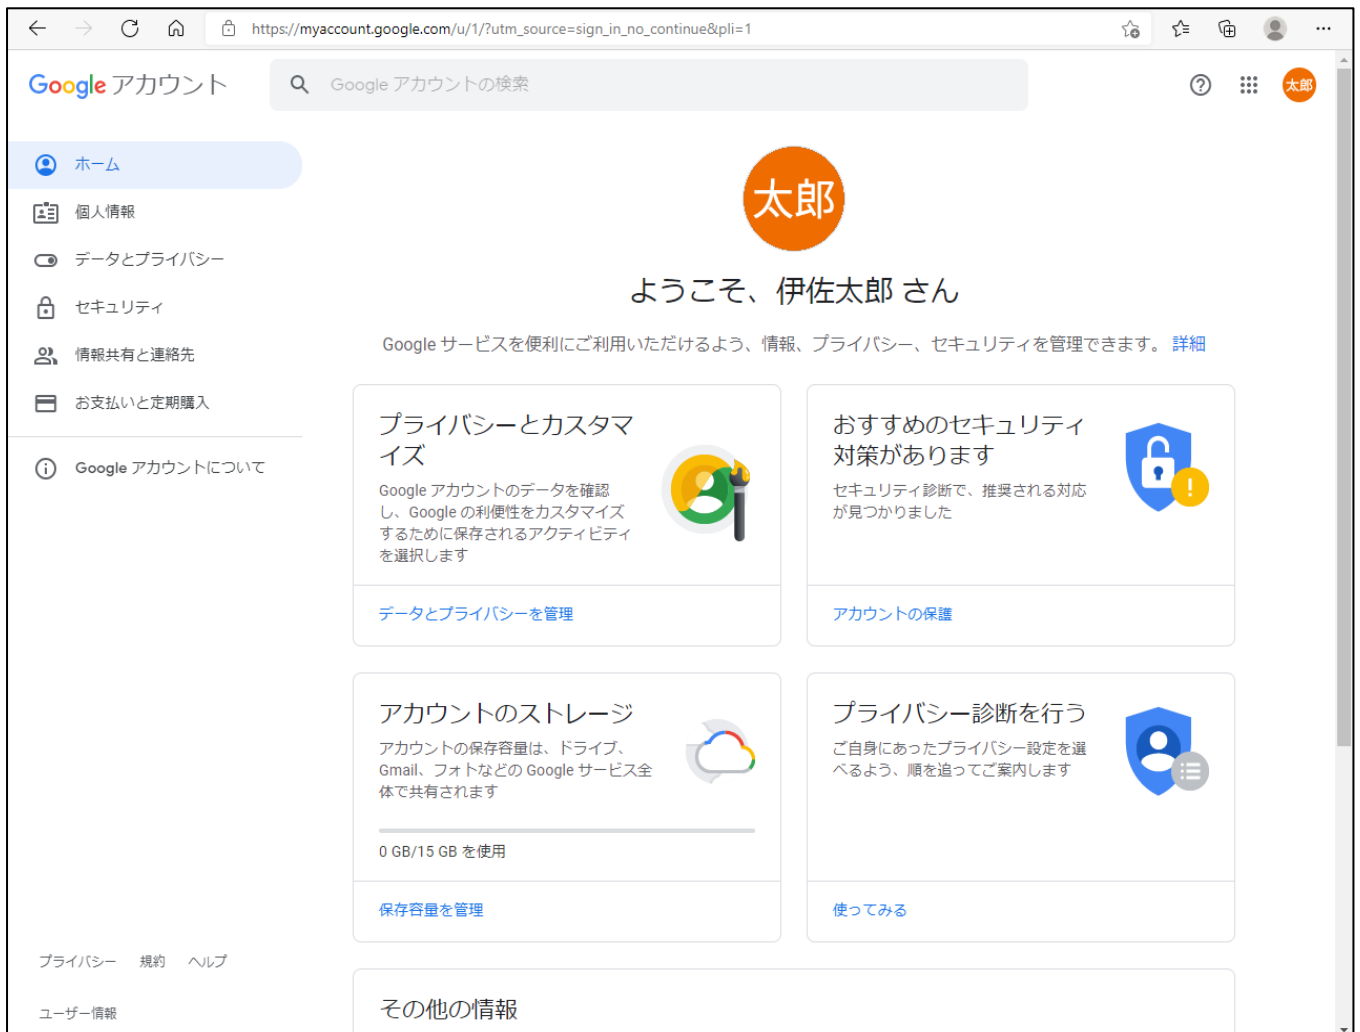 https://myaccount.google.com/u/1/?utm_source=sign_in_no_continue&pli=1
Google アカウント
Google アカウントの検索
太郎
ホーム
個人情報
データとプライバシー
セキュリティ
情報共有と連絡先
お支払いと定期購入
Google アカウントについて
太郎
ようこそ、伊佐太郎 さん
Google サービスを便利にご利用いただけるよう、情報、プライバシー、セキュリティを管理できます。 詳細
プライバシーとカスタマ
イズ
Google アカウントのデータを確認
し、Google の利便性をカスタマイズ
するために保存されるアクティビティ
を選択します
データとプライバシーを管理
おすすめのセキュリティ
対策があります
セキュリティ診断で、推奨される対応
が見つかりました
アカウントの保護
アカウントのストレージ
アカウントの保存容量は、ドライブ、
Gmail、フォトなどの Google サービス全
体で共有されます
0 GB/15 GB を使用
保存容量を管理
プライバシー診断を行う
ご自身にあったプライバシー設定を選
べるよう、順を追ってご案内します
使ってみる
その他の情報
プライバシー 規約 ヘルプ
ユーザー情報